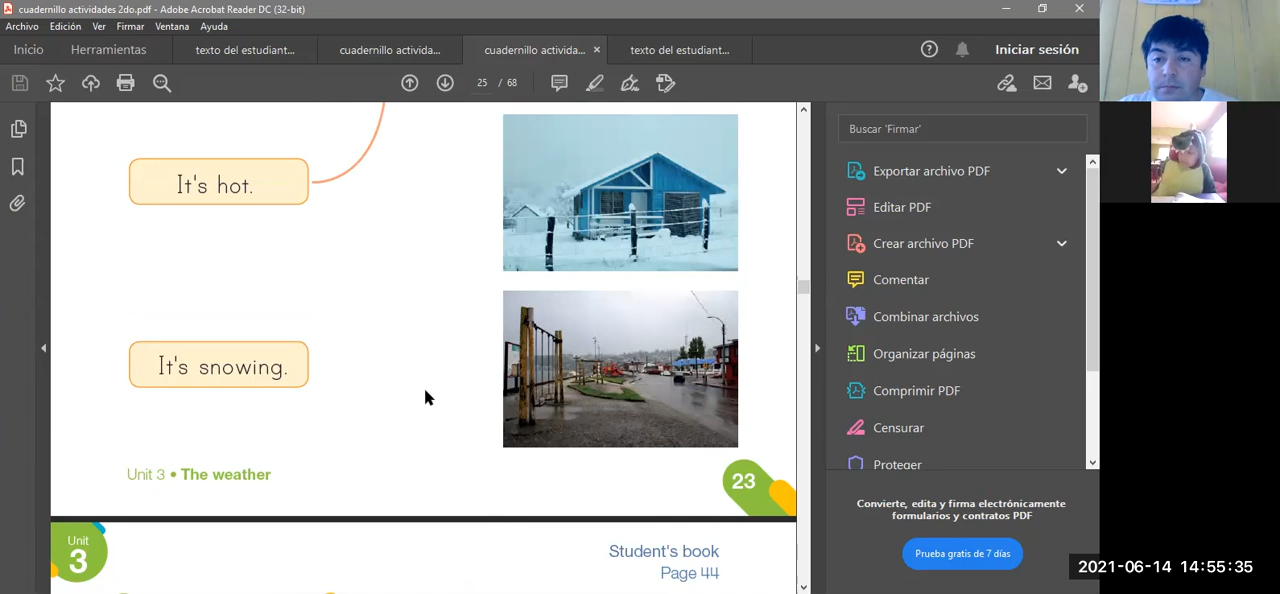 cuadernillo actividades 2do.pdf - Adobe Acrobat Reader DC (32-bit)
Archivo Edición Ver Firmar Ventana Ayuda
Inicio Herramientas texto del estudiant... cuadernillo activida... cuadernillo activida... × texto del estudiant... Iniciar sesión
25 / 68
It's hot.
It's snowing.
Unit 3 • The weather
23
Unit
3
Student's book
Page 44
Buscar 'Firmar'
Exportar archivo PDF
Editar PDF
Crear archivo PDF
Comentar
Combinar archivos
Organizar páginas
Comprimir PDF
Censurar
Proteger
Convierte, edita y firma electrónicamente
formularios y contratos PDF
Prueba gratis de 7 días
2021-06-14 14:55:35